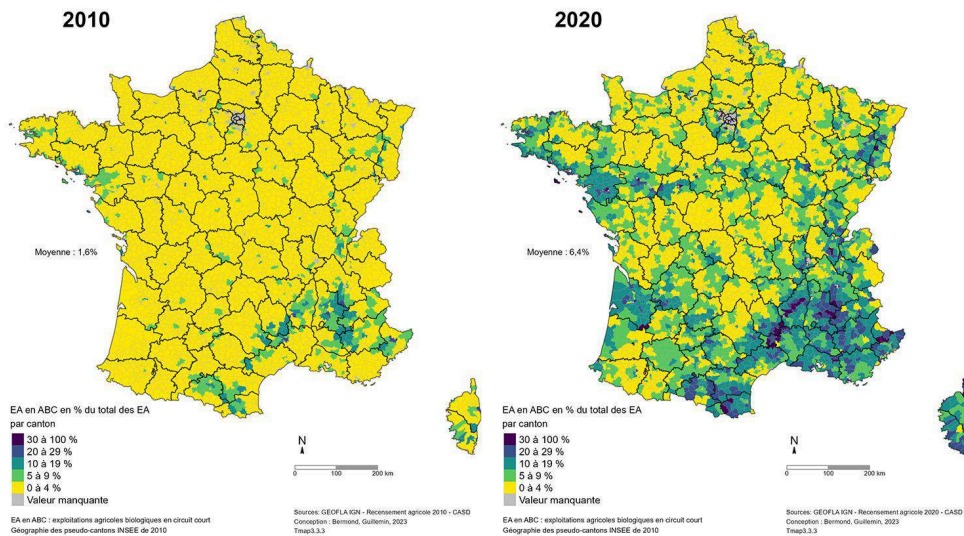 2010
Moyenne : 1,6%
EA en ABC en % du total des EA
par canton
30 à 100 %
20 à 29 %
10 à 19 %
5 à 9 %
0 à 4 %
Valeur manquante
N
0 100 200 km
EA en ABC : exploitations agricoles biologiques en circuit court
Géographie des pseudo-cantons INSEE de 2010
Sources: GEOFLA IGN - Recensement agricole 2010 - CASD
Conception : Bermond, Guillemin, 2023
Tmap3.3.3
2020
Moyenne : 6,4%
EA en ABC en % du total des EA
par canton
30 à 100 %
20 à 29 %
10 à 19 %
5 à 9 %
0 à 4 %
Valeur manquante
N
0 100 200 km
EA en ABC : exploitations agricoles biologiques en circuit court
Géographie des pseudo-cantons INSEE de 2010
Sources: GEOFLA IGN - Recensement agricole 2020 - CASD
Conception : Bermond, Guillemin, 2023
Tmap3.3.3